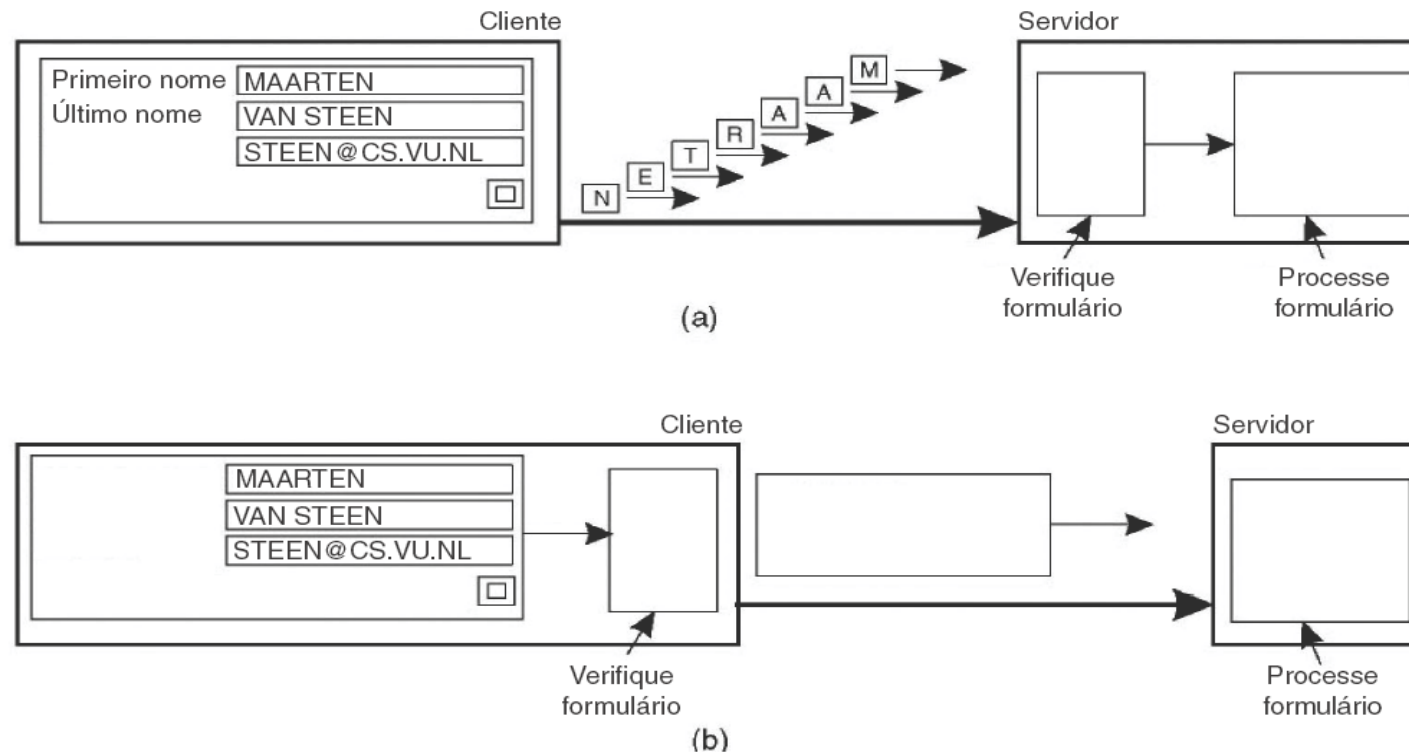 Cliente
Servidor
Primeiro nome
MAARTEN
Último nome
VAN STEEN
STEEN@CS.VU.NL
N
E
T
R
A
A
M
Verifique
formulário
Processe
formulário
(a)
Cliente
Servidor
MAARTEN
VAN STEEN
STEEN@CS.VU.NL
Verifique
formulário
Processe
formulário
(b)